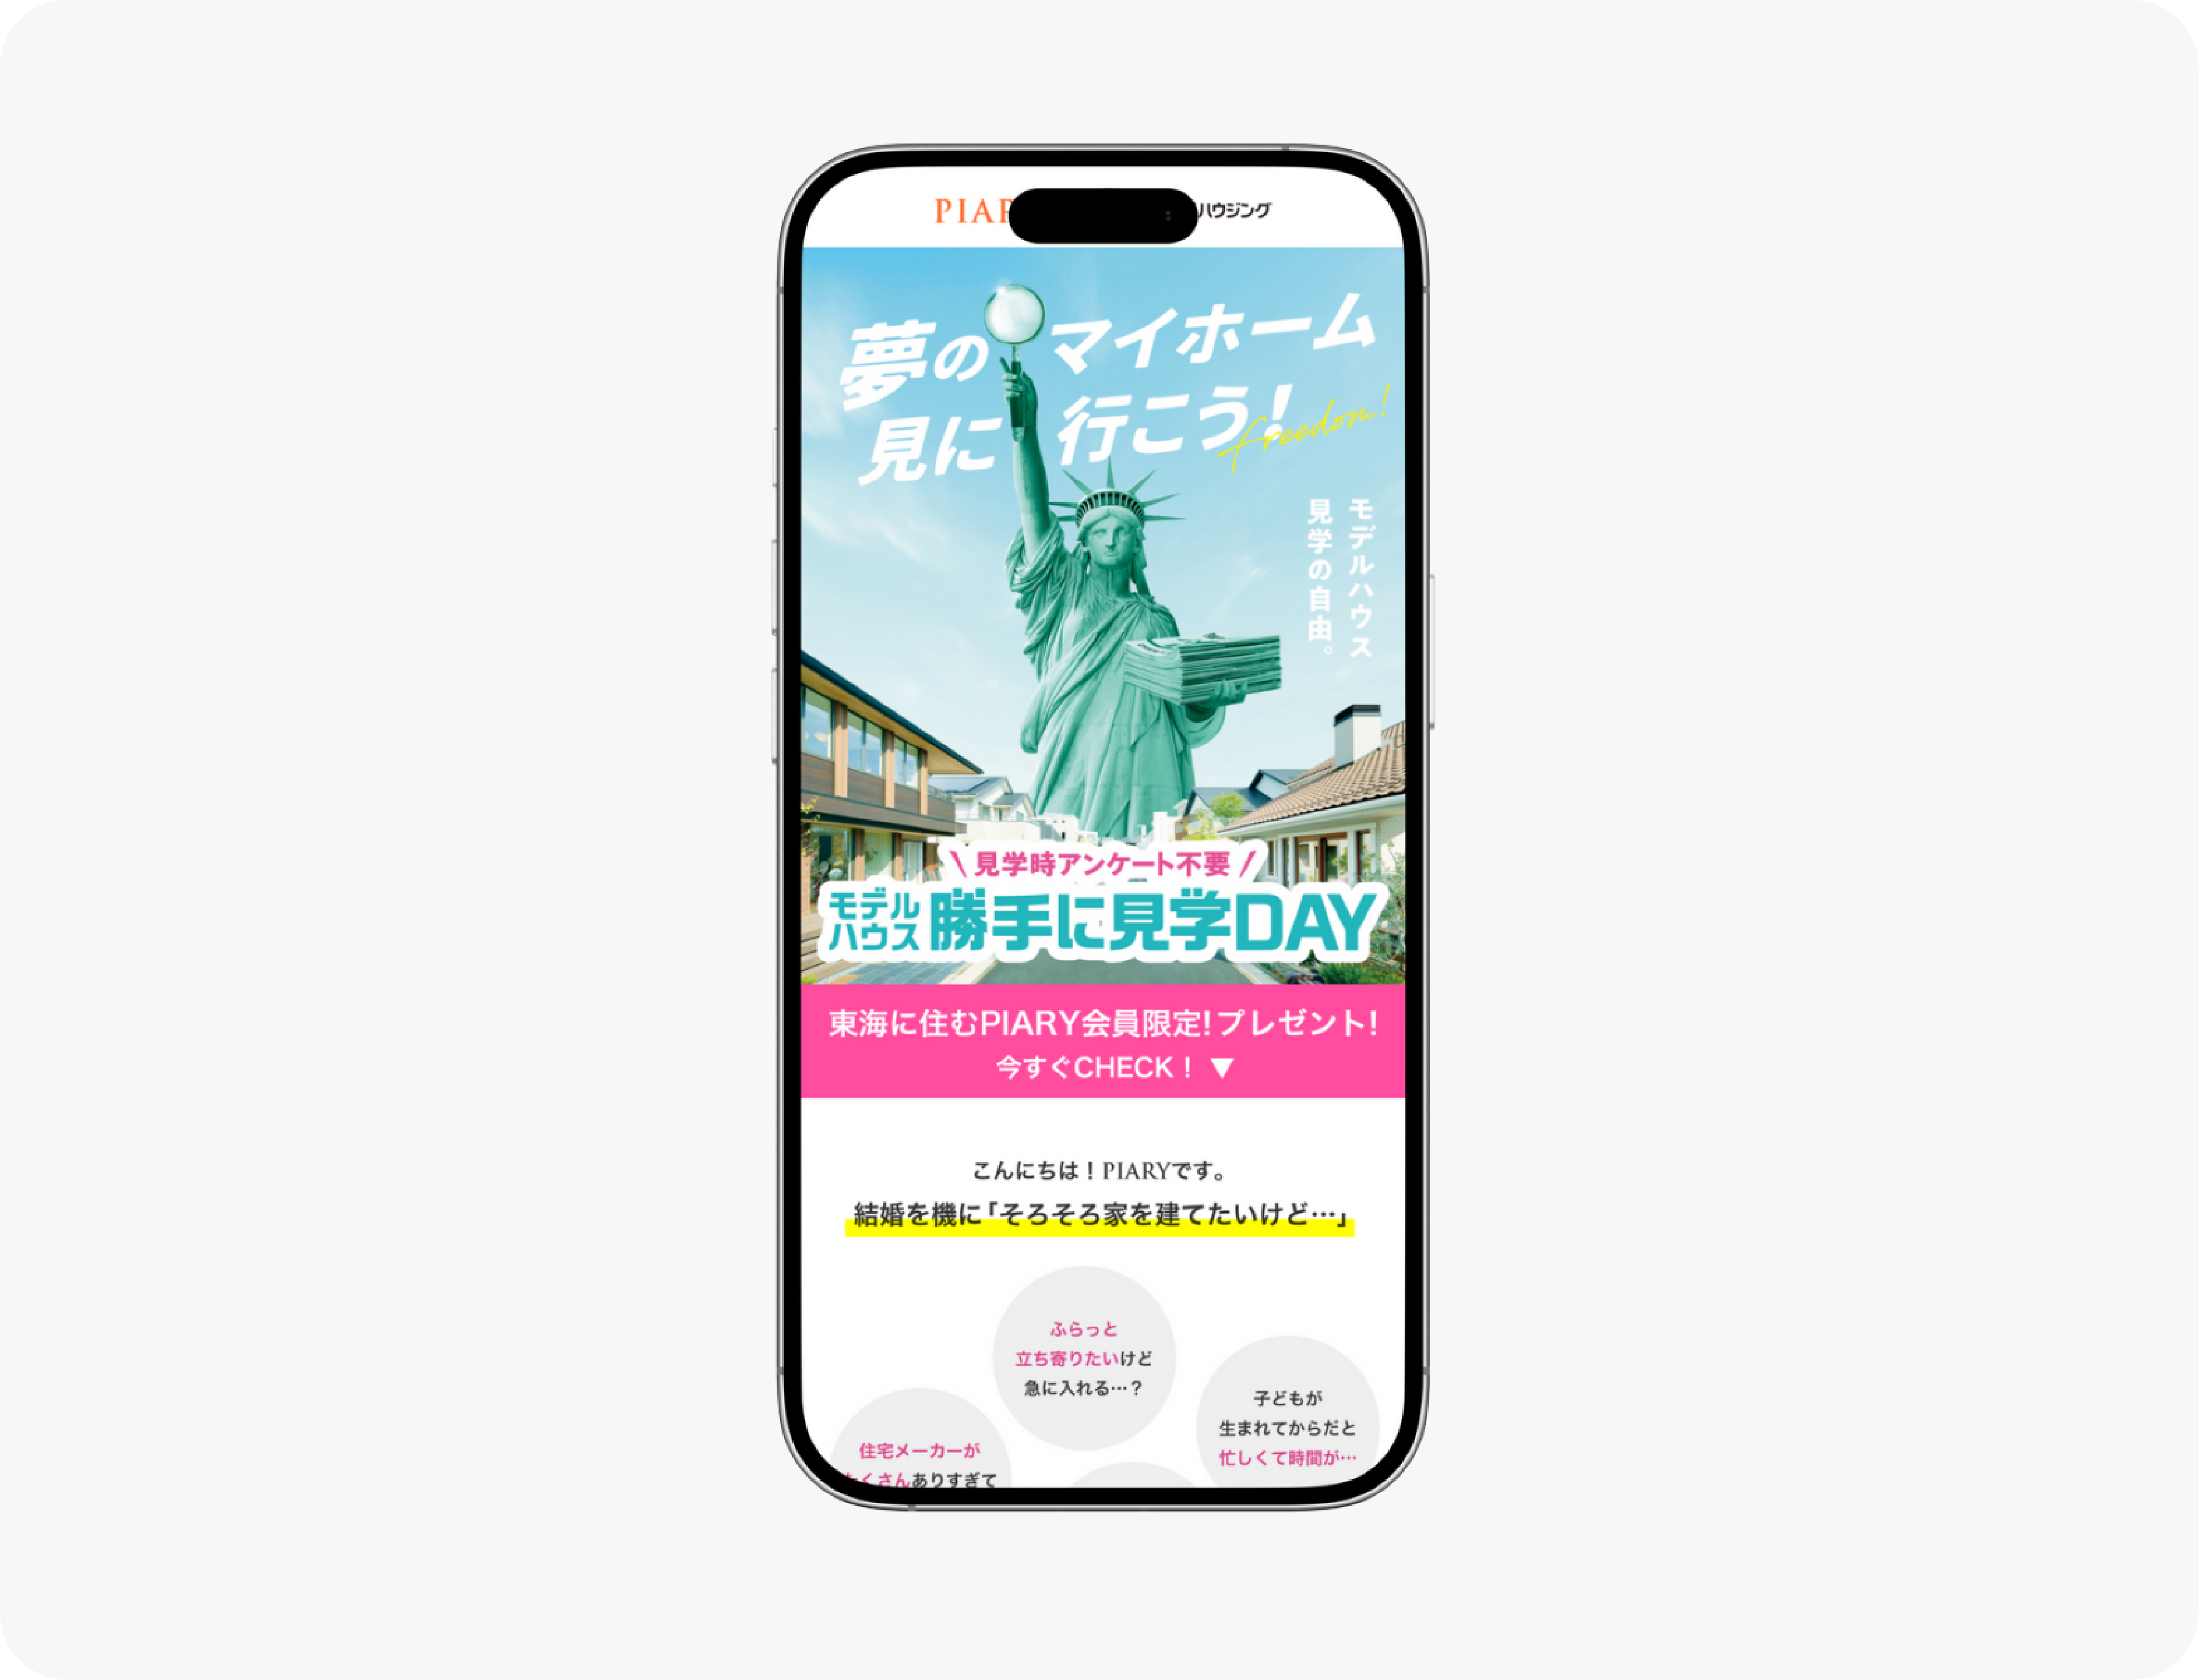 ハウジング
夢の マイホーム
見に 行こう!
freedom!
モデルハウス
見学の自由。
\ 見学時アンケート不要 /
モデルハウス 勝手に見学DAY
東海に住むPIARY会員限定!プレゼント!
今すぐCHECK! ▼
こんにちは!PIARYです。
結婚を機に「そろそろ家を建てたいけど…」
ふらっと
立ち寄りたいけど
急に入れる…?
子どもが
生まれてからだと
忙しくて時間が…
住宅メーカーが
たくさんありすぎて